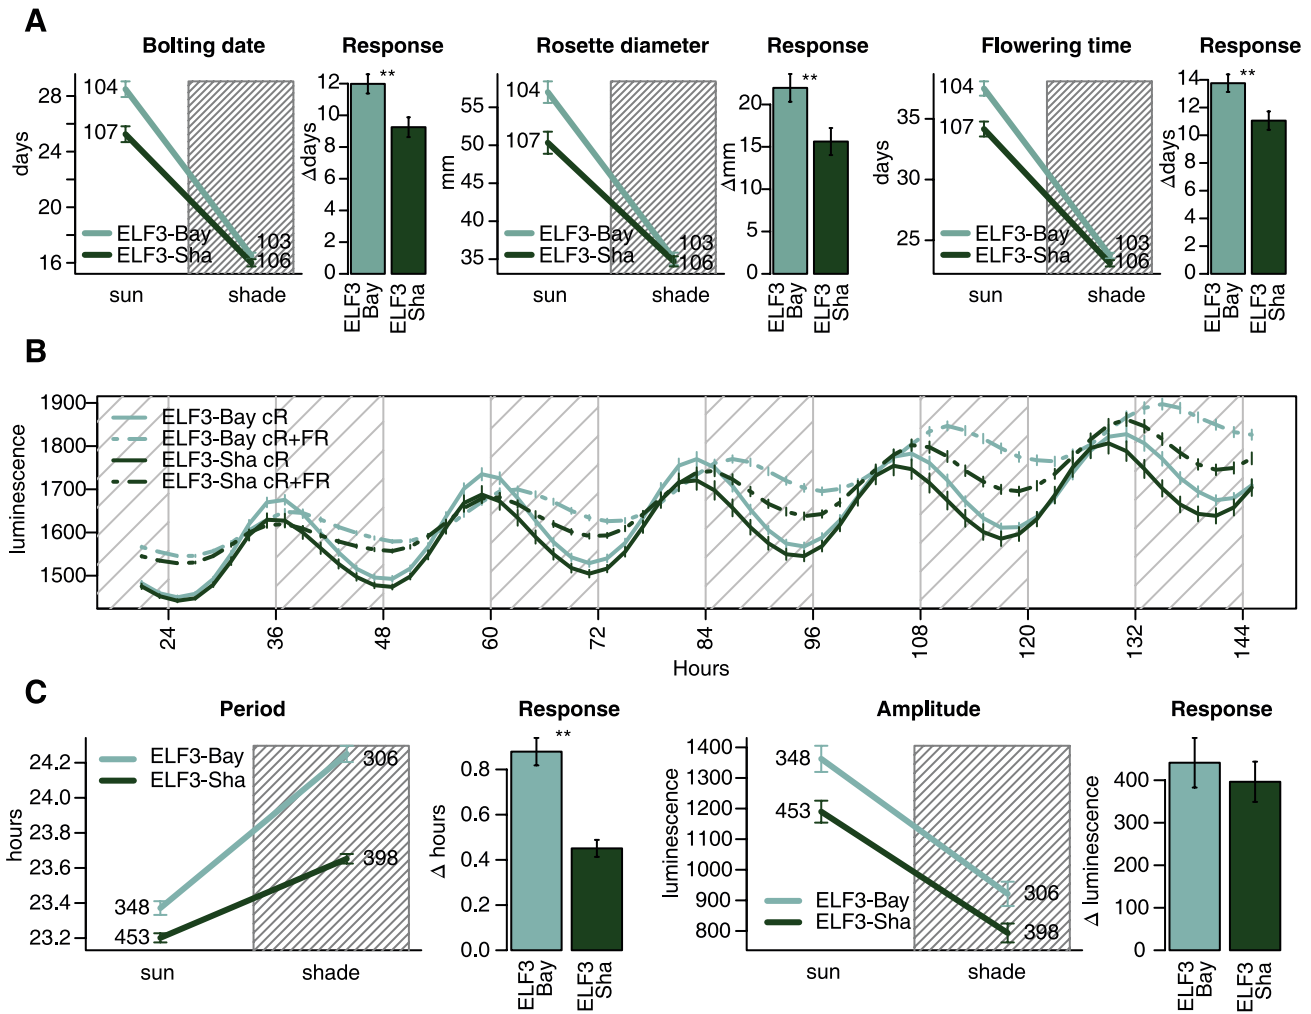 A
Bolting date
Response
Rosette diameter
Response
Flowering time
Response
days
28
24
20
16
104
107
103
106
ELF3-Bay
ELF3-Sha
sun
shade
Δdays
12
10
8
6
4
2
0
**
ELF3
Bay
ELF3
Sha
mm
55
50
45
40
35
104
107
103
106
ELF3-Bay
ELF3-Sha
sun
shade
Δmm
20
15
10
5
0
**
ELF3
Bay
ELF3
Sha
days
35
30
25
104
107
103
106
ELF3-Bay
ELF3-Sha
sun
shade
Δdays
14
12
10
8
6
4
2
0
**
ELF3
Bay
ELF3
Sha
B
luminescence
1900
1800
1700
1600
1500
ELF3-Bay cR
ELF3-Bay cR+FR
ELF3-Sha cR
ELF3-Sha cR+FR
24
36
48
60
72
84
96
108
120
132
144
Hours
C
Period
Response
Amplitude
Response
hours
24,2
24.0
23.8
23.6
23.4
23.2
ELF3-Bay
ELF3-Sha
348
453
306
398
sun
shade
Δ hours
0.8
0.6
0.4
0.2
0.0
**
ELF3
Bay
ELF3
Sha
luminescence
1400
1300
1200
1100
1000
900
800
348
453
306
398
ELF3-Bay
ELF3-Sha
sun
shade
Δ luminescence
400
300
200
100
0
ELF3
Bay
ELF3
Sha